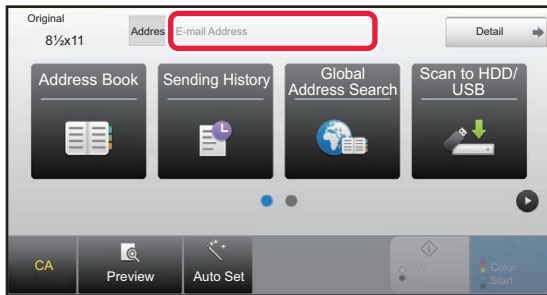 Original
8½x11
Addres
E-mail Address
Detail
Address Book
Sending History
Global
Address Search
Scan to HDD/
USB
CA
Preview
Auto Set
B/W
Start
Color
Start